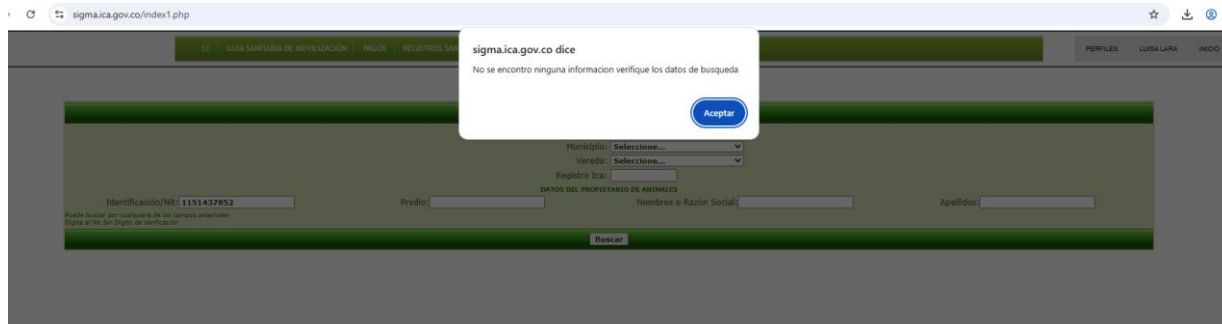 sigma.ica.gov.co/index1.php
SI GUIA SANITARIA DE MOVILIZACIÓN PAGOS REGISTROS SAN
PERFILES LUISA LARA INICIO
sigma.ica.gov.co dice
No se encontro ninguna informacion verifique los datos de busqueda
Aceptar
Municipio: Seleccione...
Vereda: Seleccione...
Registro Ica:
DATOS DEL PROPIETARIO DE ANIMALES
Identificación/Nit: 1151437052 Predio: Nombres o Razón Social: Apellidos:
Puede buscar por cualquiera de los campos anteriores
Digite el No Sin Dígito de Verificación
Buscar